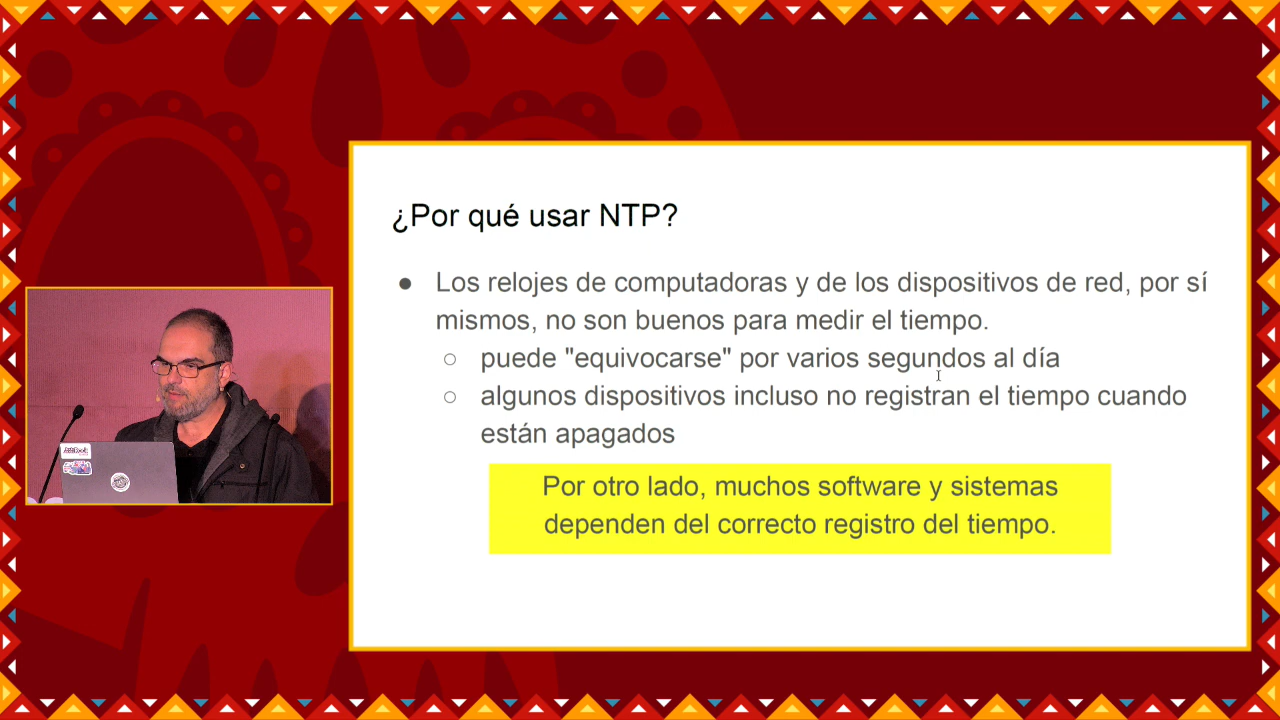 ¿Por qué usar NTP?
● Los relojes de computadoras y de los dispositivos de red, por sí
mismos, no son buenos para medir el tiempo.
○ puede "equivocarse" por varios segundos al día
○ algunos dispositivos incluso no registran el tiempo cuando
están apagados
Por otro lado, muchos software y sistemas
dependen del correcto registro del tiempo.